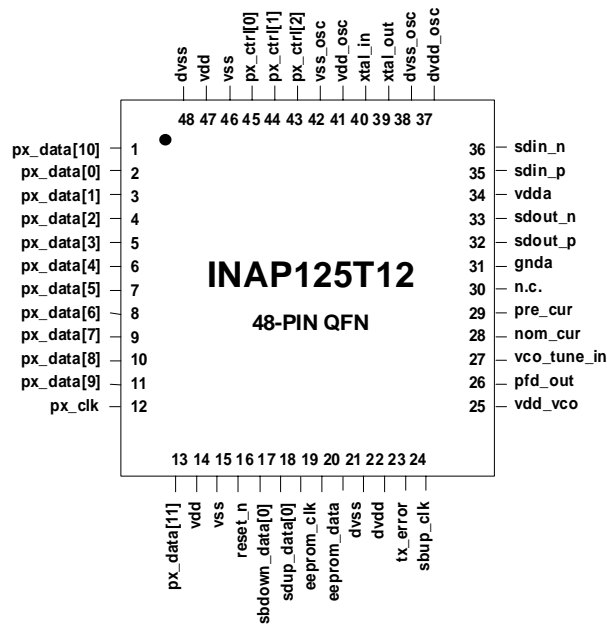 dvss
vdd
vss
px_ctrl[0]
px_ctrl[1]
px_ctrl[2]
vss_osc
vdd_osc
xtal_in
xtal_out
dvss_osc
dvdd_osc
48 47 46 45 44 43 42 41 40 39 38 37
px_data[10] 1
px_data[0] 2
px_data[1] 3
px_data[2] 4
px_data[3] 5
px_data[4] 6
px_data[5] 7
px_data[6] 8
px_data[7] 9
px_data[8] 10
px_data[9] 11
px_clk 12
INAP125T12
48-PIN QFN
36 sdin_n
35 sdin_p
34 vdda
33 sdout_n
32 sdout_p
31 gnda
30 n.c.
29 pre_cur
28 nom_cur
27 vco_tune_in
26 pfd_out
25 vdd_vco
13 14 15 16 17 18 19 20 21 22 23 24
px_data[11]
vdd
vss
reset_n
sbdown_data[0]
sdup_data[0]
eeprom_clk
eeprom_data
dvss
dvdd
tx_error
sbup_clk